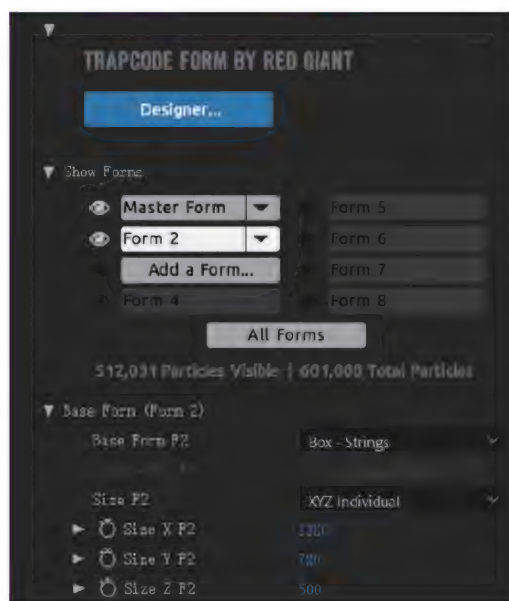 TRAPCODE FORM BY RED GIANT
Designer...
Show Forms
Master Form Form 5
Form 2 Form 6
Add a Form... Form 7
Form 4 Form 8
All Forms
512,031 Particles Visible | 601,000 Total Particles
Base Form (Form 2)
Base Form F2 Box - Strings
Size F2 XYZ Individual
Size X F2 1280
Size Y F2 780
Size Z F2 500